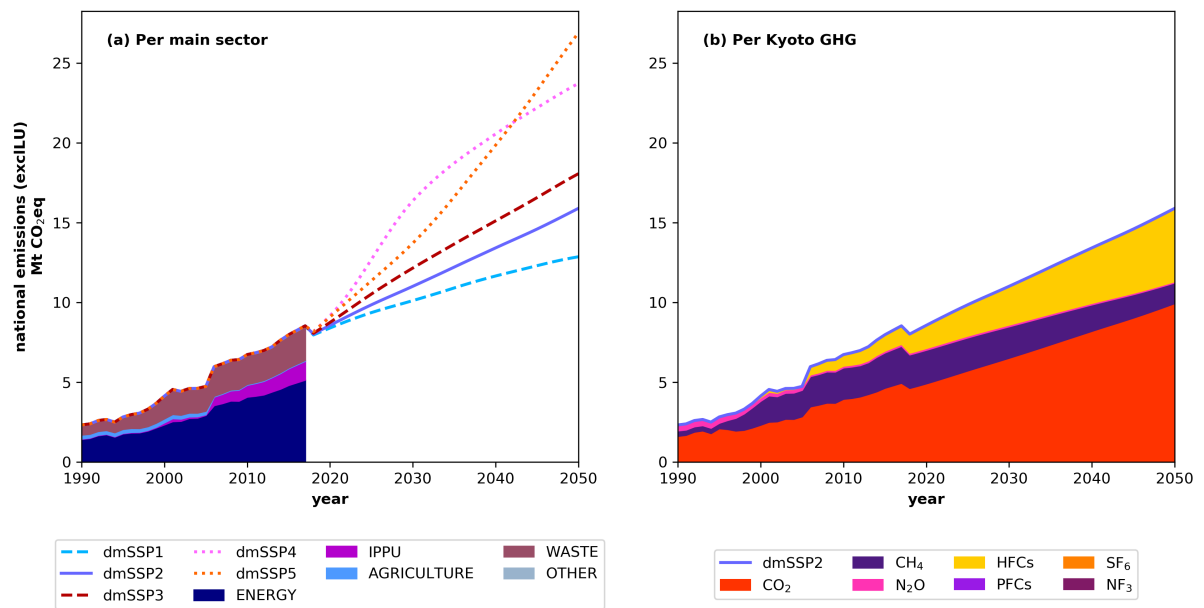 (a) Per main sector
national emissions (exclLU)
Mt CO₂eq
25
20
15
10
5
0
1990 2000 2010 2020 2030 2040 2050
year
dmSSP1
dmSSP2
dmSSP3
dmSSP4
dmSSP5
ENERGY
IPPU
AGRICULTURE
WASTE
OTHER
(b) Per Kyoto GHG
25
20
15
10
5
0
1990 2000 2010 2020 2030 2040 2050
year
dmSSP2
CO₂
CH₄
N₂O
HFCs
PFCs
SF₆
NF₃